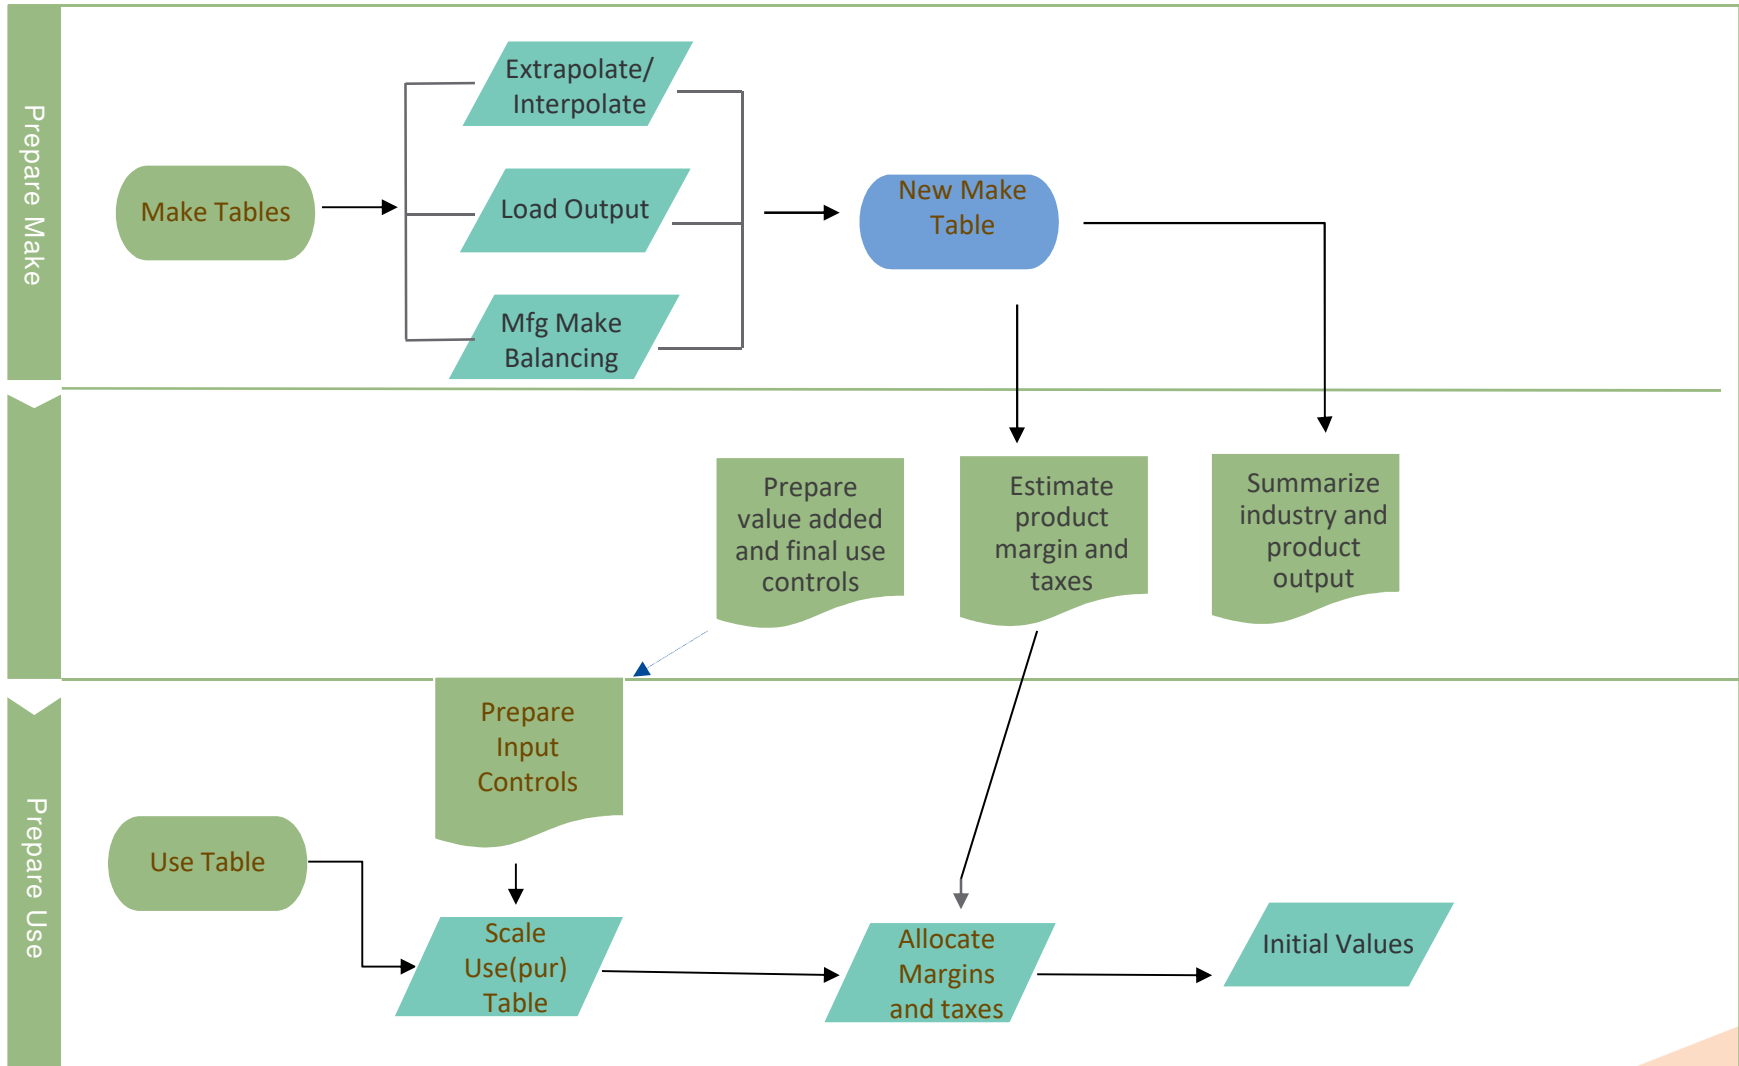 Prepare Make
Make Tables
Extrapolate/
Interpolate
Load Output
Mfg Make
Balancing
New Make
Table
Prepare
value added
and final use
controls
Estimate
product
margin and
taxes
Summarize
industry and
product
output
Prepare Use
Prepare
Input
Controls
Use Table
Scale
Use(pur)
Table
Allocate
Margins
and taxes
Initial Values